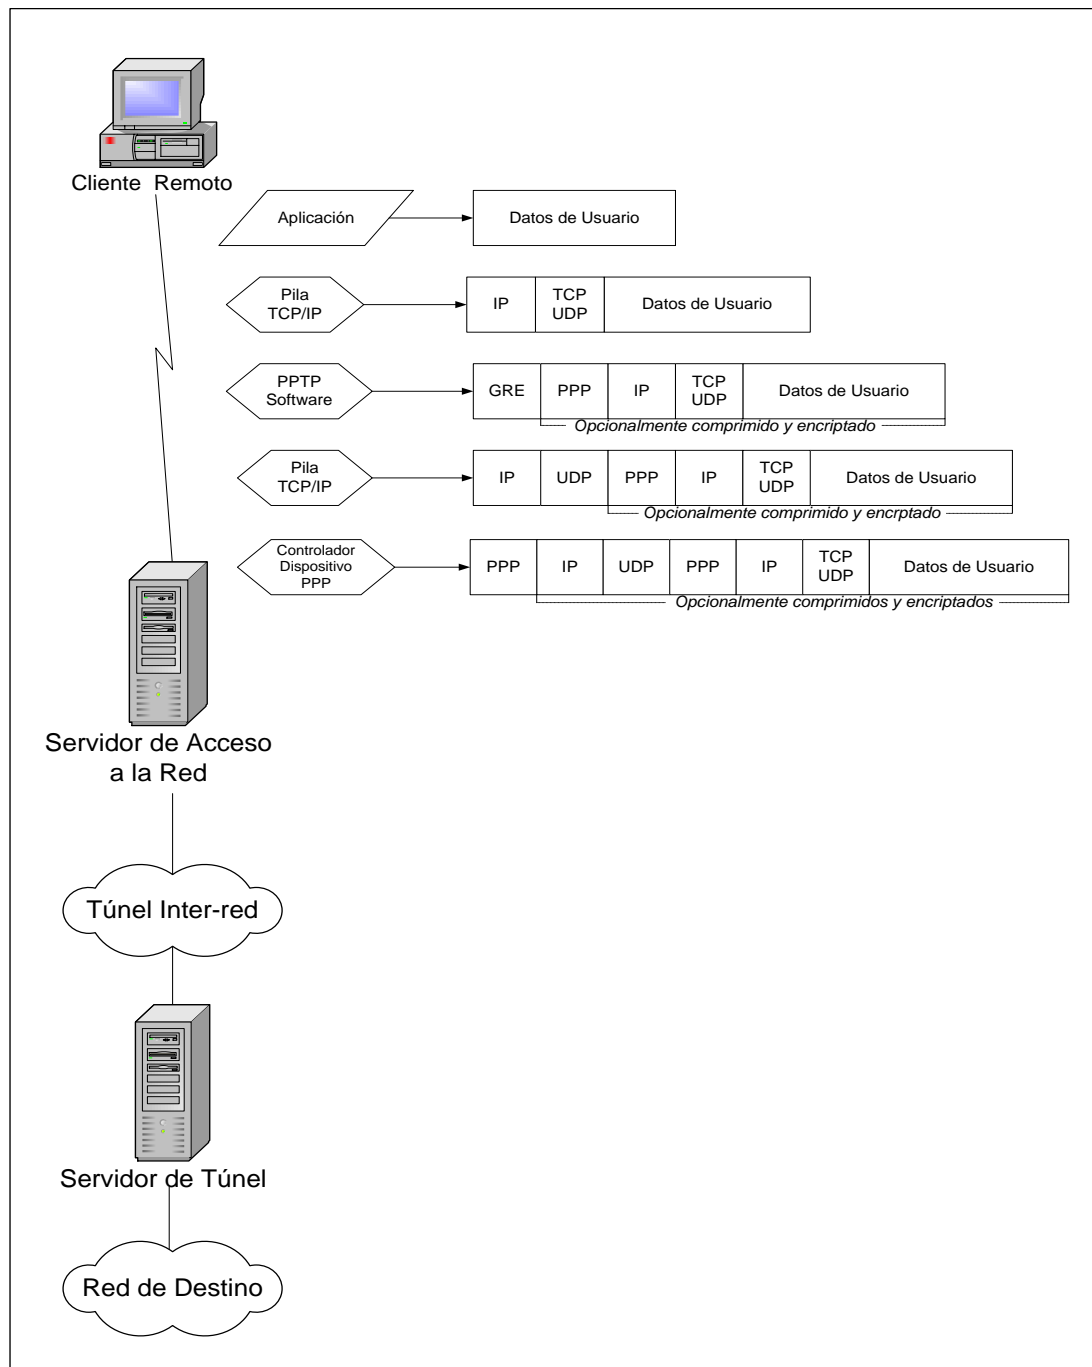 Cliente Remoto
Aplicación
Datos de Usuario
Pila
TCP/IP
IP
TCP
UDP
Datos de Usuario
PPTP
Software
GRE
PPP
IP
TCP
UDP
Datos de Usuario
Opcionalmente comprimido y encriptado
Pila
TCP/IP
IP
UDP
PPP
IP
TCP
UDP
Datos de Usuario
Opcionalmente comprimido y encrptado
Controlador
Dispositivo
PPP
PPP
IP
UDP
PPP
IP
TCP
UDP
Datos de Usuario
Opcionalmente comprimidos y encriptados
Servidor de Acceso
a la Red
Túnel Inter-red
Servidor de Túnel
Red de Destino